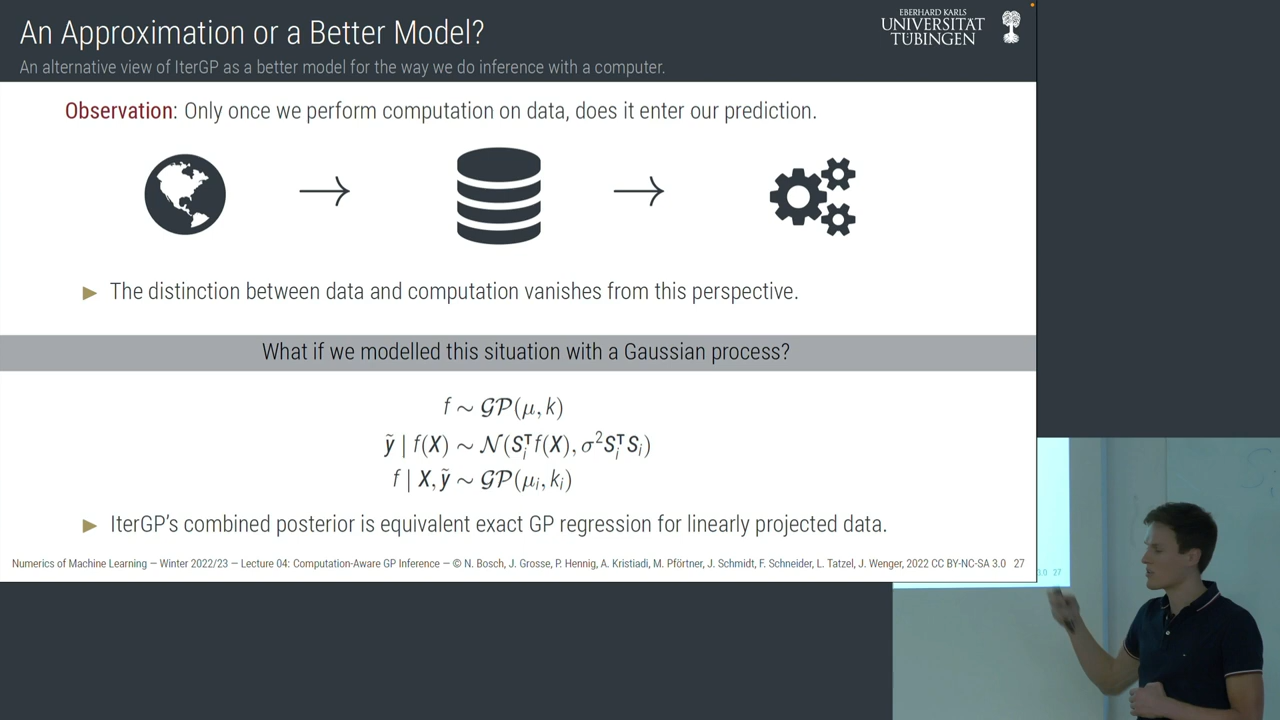 An Approximation or a Better Model?
An alternative view of IterGP as a better model for the way we do inference with a computer.
EBERHARD KARLS
UNIVERSITÄT
TÜBINGEN
Observation: Only once we perform computation on data, does it enter our prediction.
→ →
▶ The distinction between data and computation vanishes from this perspective.
What if we modelled this situation with a Gaussian process?
f ∼ 𝒢𝒫(μ, k)
ỹ | f(X) ∼ 𝒩(Sᵢᵀf(X), σ²SᵢᵀSᵢ)
f | X, ỹ ∼ 𝒢𝒫(μᵢ, kᵢ)
▶ IterGP's combined posterior is equivalent exact GP regression for linearly projected data.
Numerics of Machine Learning — Winter 2022/23 — Lecture 04: Computation-Aware GP Inference — © N. Bosch, J. Grosse, P. Hennig, A. Kristiadi, M. Pförtner, J. Schmidt, F. Schneider, L. Tatzel, J. Wenger, 2022 CC BY-NC-SA 3.0 27
3.0 27